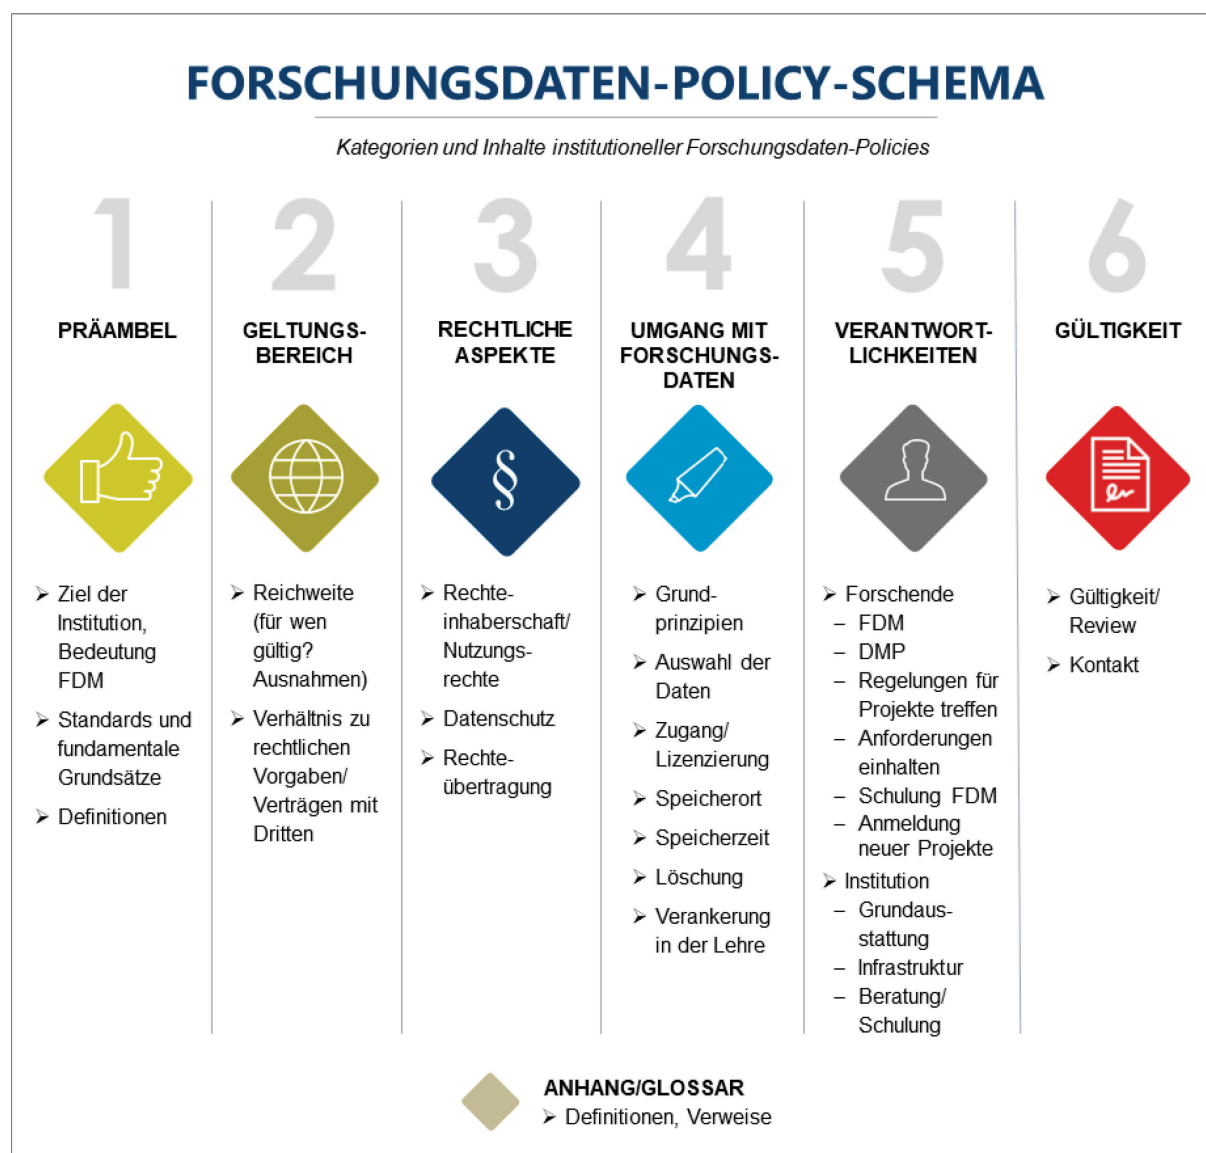 FORSCHUNGSDATEN-POLICY-SCHEMA
Kategorien und Inhalte institutioneller Forschungsdaten-Policies
1
PRÄAMBEL
➢ Ziel der
Institution,
Bedeutung
FDM
➢ Standards und
fundamentale
Grundsätze
➢ Definitionen
2
GELTUNGS-
BEREICH
➢ Reichweite
(für wen
gültig?
Ausnahmen)
➢ Verhältnis zu
rechtlichen
Vorgaben/
Verträgen mit
Dritten
3
RECHTLICHE
ASPEKTE
§
➢ Rechte-
inhaberschaft/
Nutzungs-
rechte
➢ Datenschutz
➢ Rechte-
übertragung
4
UMGANG MIT
FORSCHUNGS-
DATEN
➢ Grund-
prinzipien
➢ Auswahl der
Daten
➢ Zugang/
Lizenzierung
➢ Speicherort
➢ Speicherzeit
➢ Löschung
➢ Verankerung
in der Lehre
5
VERANTWORT-
LICHKEITEN
➢ Forschende
– FDM
– DMP
– Regelungen für
Projekte treffen
– Anforderungen
einhalten
– Schulung FDM
– Anmeldung
neuer Projekte
➢ Institution
– Grundaus-
stattung
– Infrastruktur
– Beratung/
Schulung
6
GÜLTIGKEIT
➢ Gültigkeit/
Review
➢ Kontakt
ANHANG/GLOSSAR
➢ Definitionen, Verweise